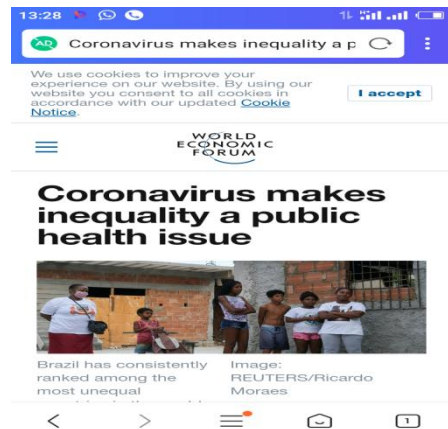 13:28
AD Coronavirus makes inequality a p
We use cookies to improve your
experience on our website. By using our
website you consent to all cookies in
accordance with our updated Cookie
Notice.
I accept
WORLD
ECONOMIC
FORUM
Coronavirus makes
inequality a public
health issue
Brazil has consistently
ranked among the
most unequal
Image:
REUTERS/Ricardo
Moraes
1